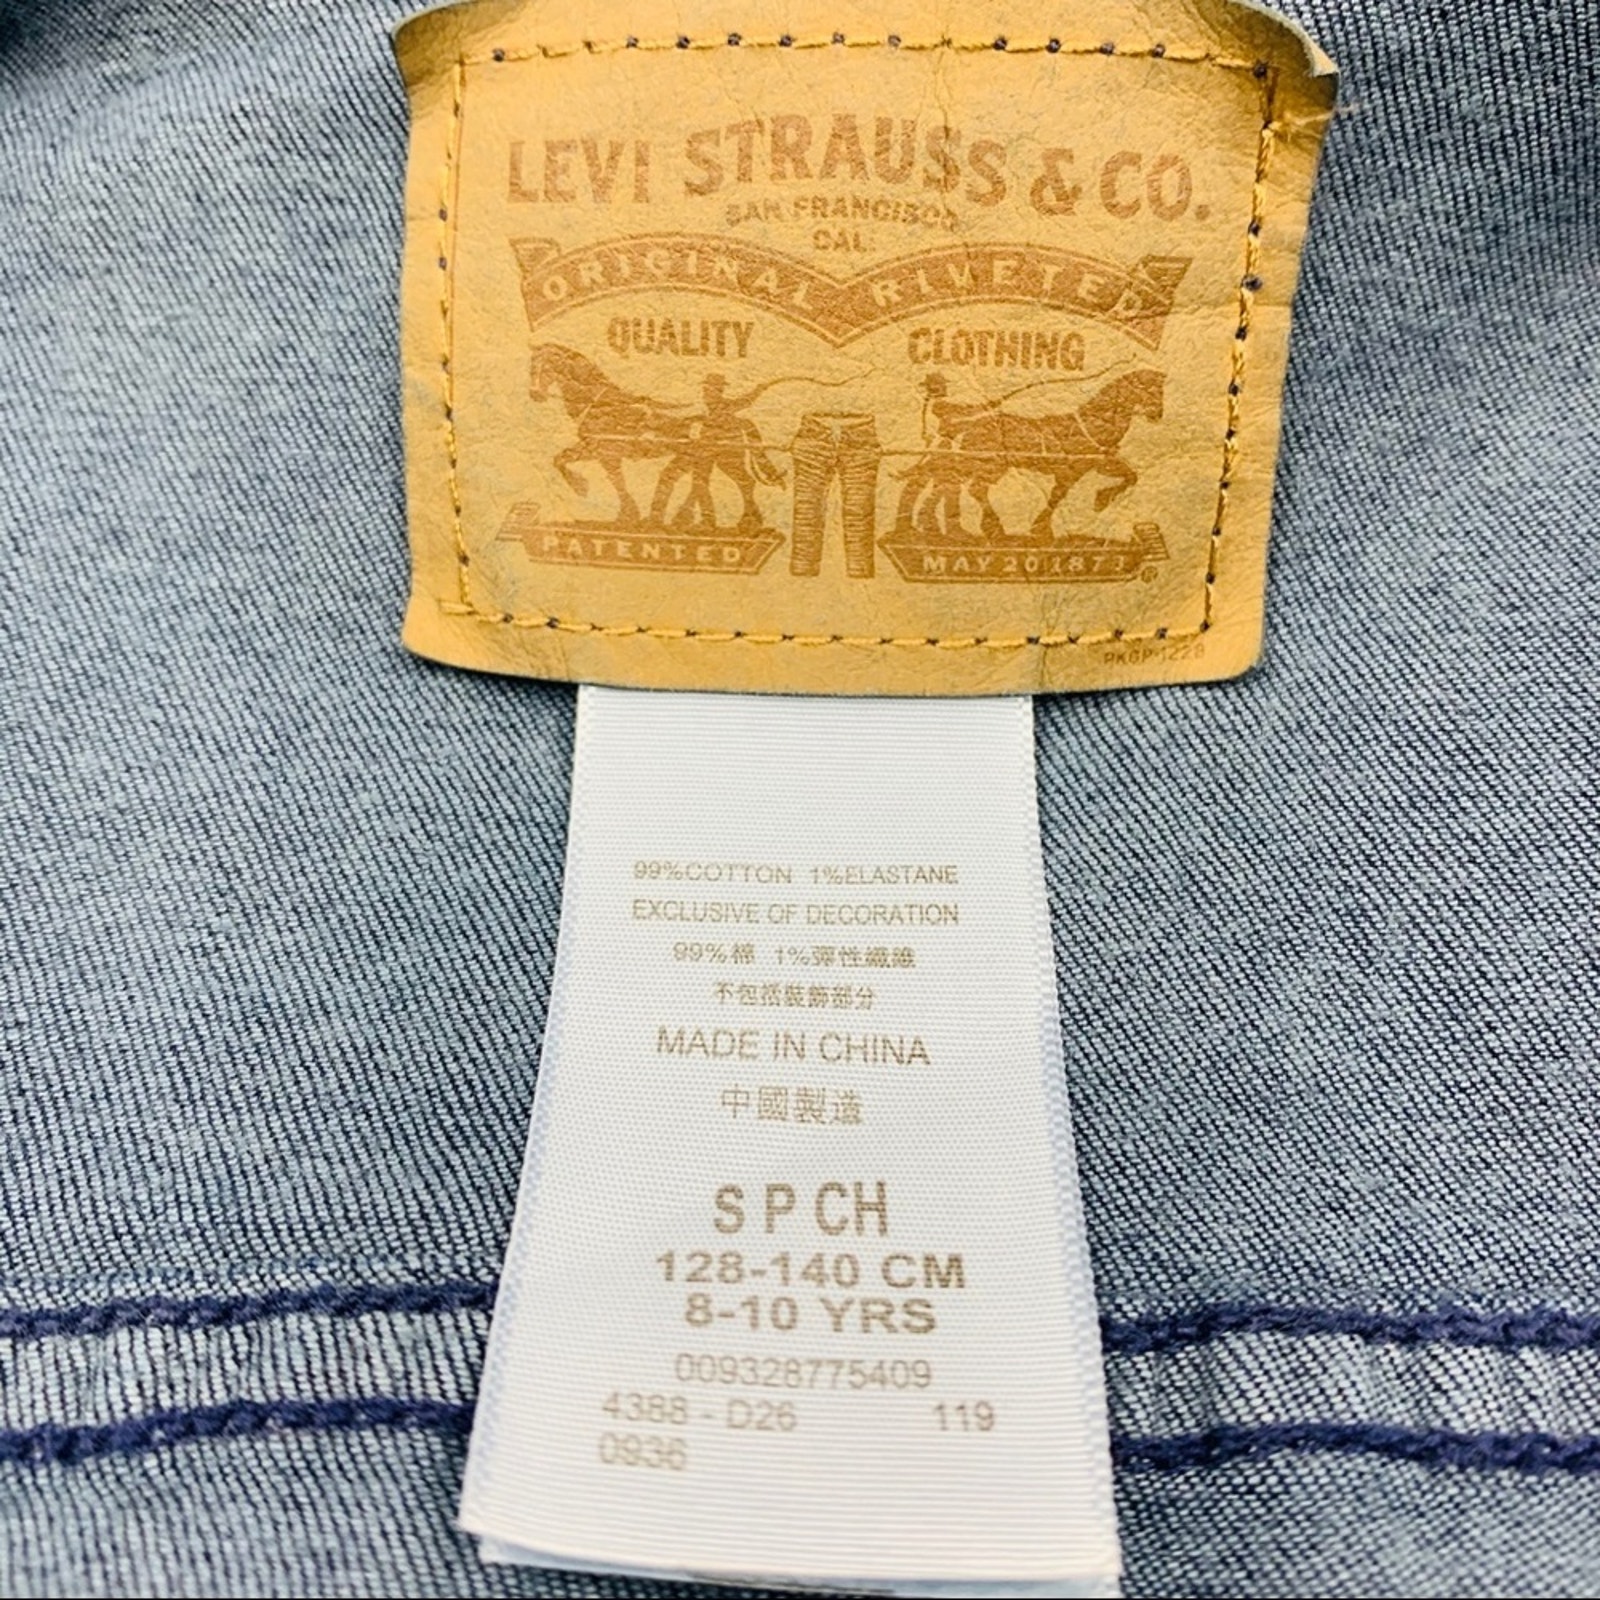 LEVI STRAUSS & CO.
SAN FRANCISCO
CAL.
ORIGINAL RIVETED
QUALITY CLOTHING
PATENTED MAY 20 1873
®
PKGP-1228
99%COTTON 1%ELASTANE
EXCLUSIVE OF DECORATION
99%棉 1%彈性纖維
不包括裝飾部分
MADE IN CHINA
中國製造
S P CH
128-140 CM
8-10 YRS
009328775409
4388 - D26 119
0936